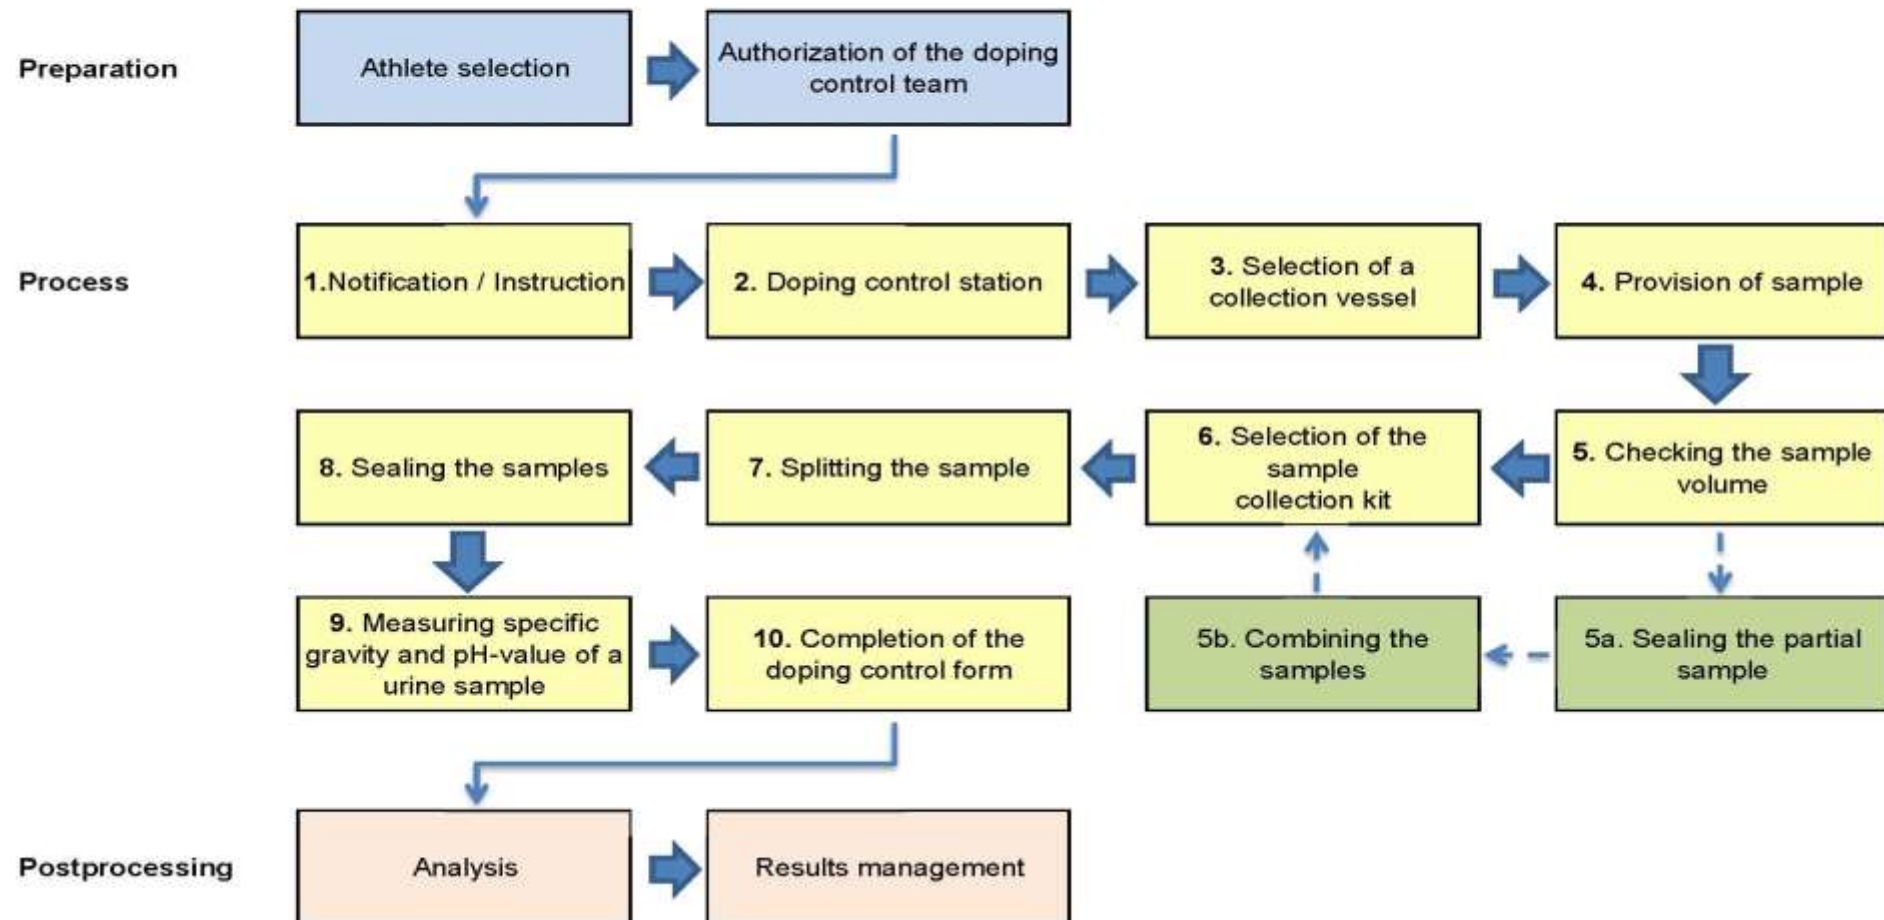 Preparation
Athlete selection
Authorization of the doping
control team
Process
1.Notification / Instruction
2. Doping control station
3. Selection of a
collection vessel
4. Provision of sample
8. Sealing the samples
7. Splitting the sample
6. Selection of the
sample
collection kit
5. Checking the sample
volume
9. Measuring specific
gravity and pH-value of a
urine sample
10. Completion of the
doping control form
5b. Combining the
samples
5a. Sealing the partial
sample
Postprocessing
Analysis
Results management